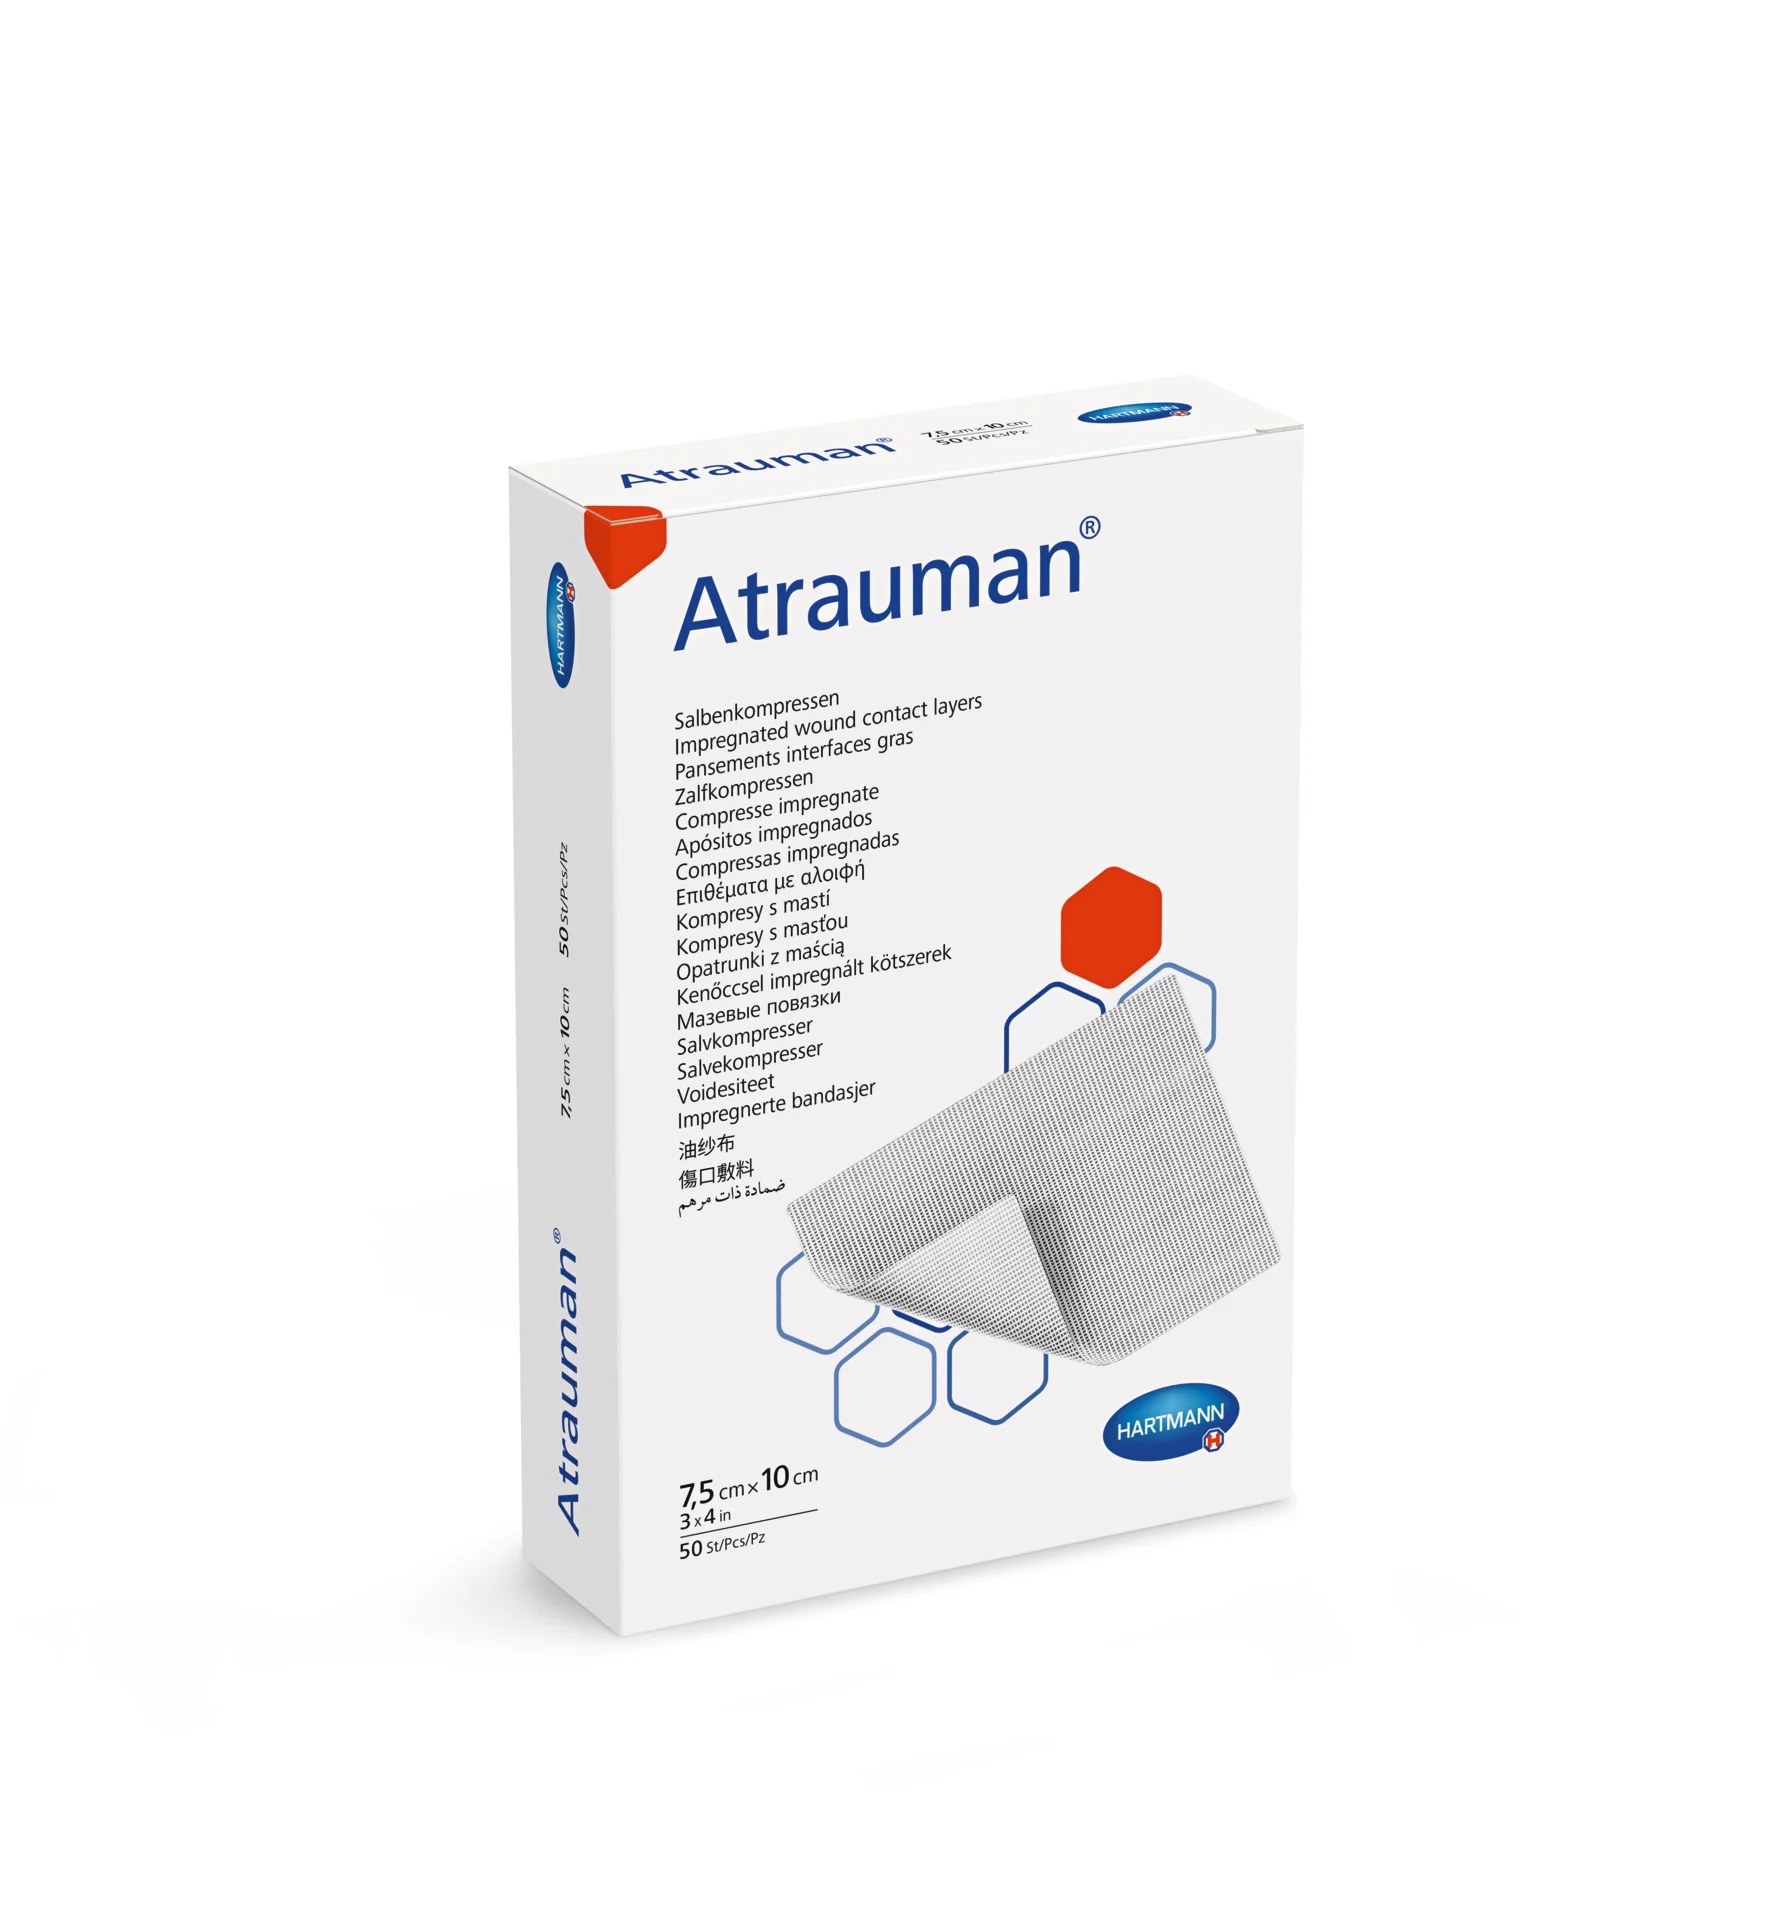 Atrauman®
7,5 cm x 10 cm
50 St/Pcs/Pz
HARTMANN
HARTMANN
7,5 cm x 10 cm 50 St/Pcs/Pz
Atrauman®
Atrauman®
Salbenkompressen
Impregnated wound contact layers
Pansements interfaces gras
Zalfkompressen
Compresse impregnate
Apósitos impregnados
Compressas impregnadas
Επιθέματα με αλοιφή
Kompresy s mastí
Kompresy s masťou
Opatrunki z maścią
Kenőccsel impregnált kötszerek
Мазевые повязки
Salvkompresser
Salvekompresser
Voidesiteet
Impregnerte bandasjer
油纱布
傷口敷料
ضمادة ذات مرهم
HARTMANN
7,5 cm x 10 cm
3 x 4 in
50 St/Pcs/Pz